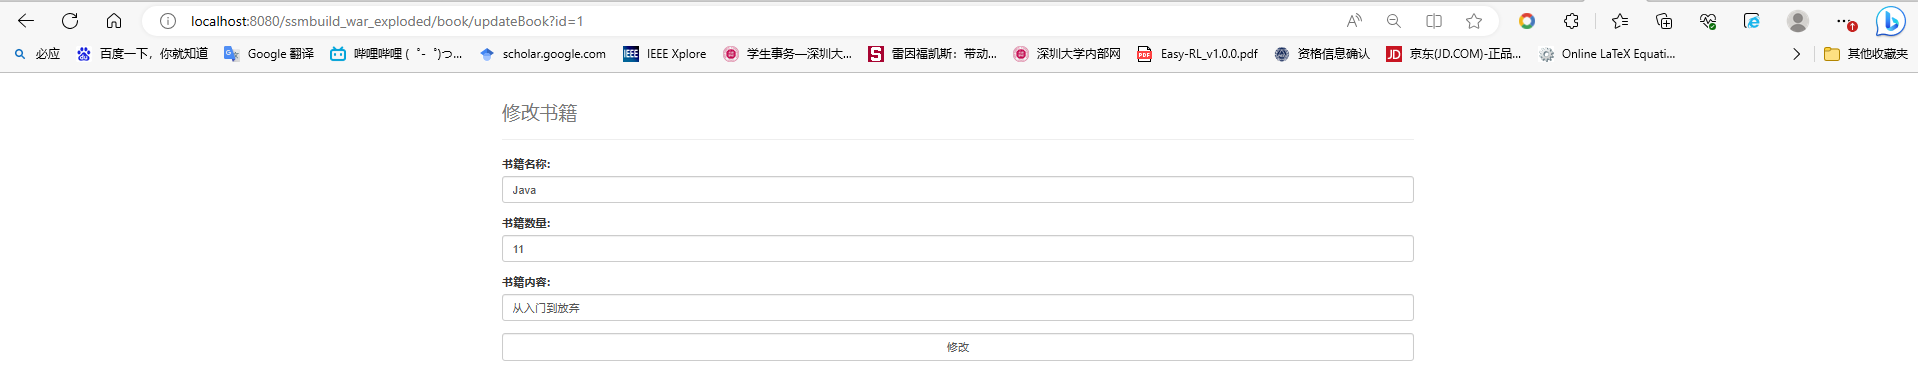 localhost:8080/ssmbuild_war_exploded/book/updateBook?id=1
必应 百度一下，你就知道 Google 翻译 哔哩哔哩 ( ゜- ゜)つ... scholar.google.com IEEE Xplore 学生事务—深圳大... 雷因福凯斯：带动... 深圳大学内部网 Easy-RL_v1.0.0.pdf 资格信息确认 京东(JD.COM)-正品... Online LaTeX Equati... 其他收藏夹
修改书籍
书籍名称:
Java
书籍数量:
11
书籍内容:
从入门到放弃
修改